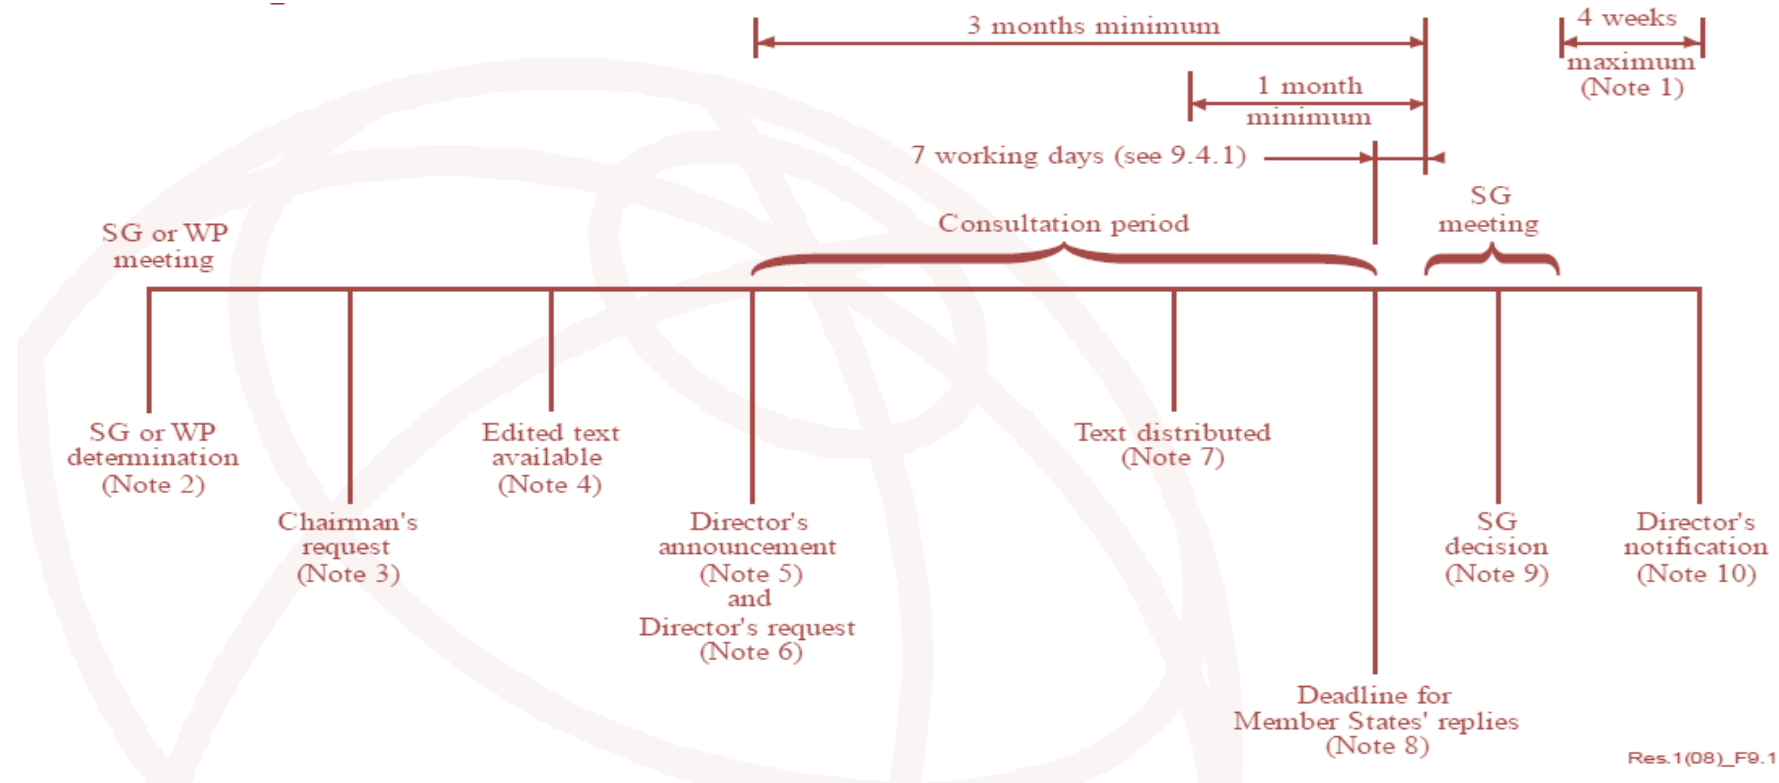 3 months minimum
4 weeks
maximum
(Note 1)
1 month
minimum
7 working days (see 9.4.1)
SG
meeting
Consultation period
SG or WP
meeting
SG or WP
determination
(Note 2)
Chairman's
request
(Note 3)
Edited text
available
(Note 4)
Director's
announcement
(Note 5)
and
Director's request
(Note 6)
Text distributed
(Note 7)
Deadline for
Member States' replies
(Note 8)
SG
decision
(Note 9)
Director's
notification
(Note 10)
Res.1(08)_F9.1